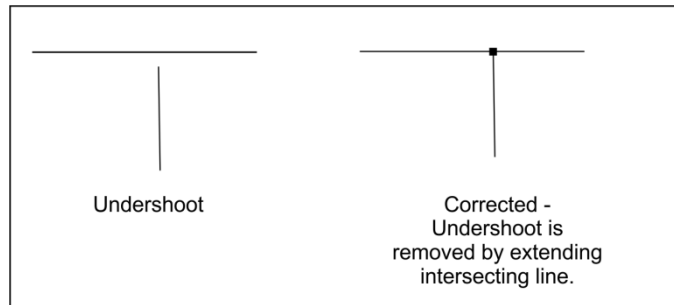 Undershoot
Corrected -
Undershoot is
removed by extending
intersecting line.